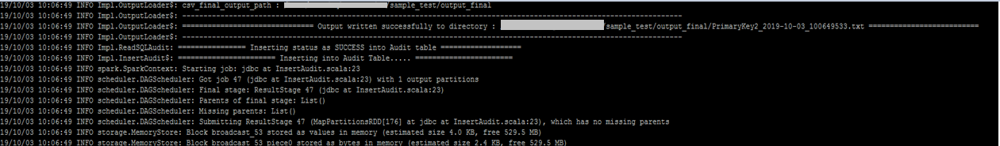 19/10/03 10:06:49 INFO Impl.OutputLoader$: csv_final_output_path : /sample_test/output_final
19/10/03 10:06:49 INFO Impl.OutputLoader$: ------------------------------------------------------------------------------------------------------------
19/10/03 10:06:49 INFO Impl.OutputLoader$: ============================ Output written successfully to directory : /sample_test/output_final/PrimaryKey2_2019-10-03_100649533.txt ========================
19/10/03 10:06:49 INFO Impl.OutputLoader$: ------------------------------------------------------------------------------------------------------------
19/10/03 10:06:49 INFO Impl.ReadSQLAudit: ================= Inserting status as SUCCESS into Audit table ===================
19/10/03 10:06:49 INFO Impl.InsertAudit$: ======================= Inserting into Audit Table..... =======================
19/10/03 10:06:49 INFO spark.SparkContext: Starting job: jdbc at InsertAudit.scala:23
19/10/03 10:06:49 INFO scheduler.DAGScheduler: Got job 47 (jdbc at InsertAudit.scala:23) with 1 output partitions
19/10/03 10:06:49 INFO scheduler.DAGScheduler: Final stage: ResultStage 47 (jdbc at InsertAudit.scala:23)
19/10/03 10:06:49 INFO scheduler.DAGScheduler: Parents of final stage: List()
19/10/03 10:06:49 INFO scheduler.DAGScheduler: Missing parents: List()
19/10/03 10:06:49 INFO scheduler.DAGScheduler: Submitting ResultStage 47 (MapPartitionsRDD[176] at jdbc at InsertAudit.scala:23), which has no missing parents
19/10/03 10:06:49 INFO storage.MemoryStore: Block broadcast_53 stored as values in memory (estimated size 4.0 KB, free 529.5 MB)
19/10/03 10:06:49 INFO storage.MemoryStore: Block broadcast_53_piece0 stored as bytes in memory (estimated size 2.4 KB, free 529.5 MB)